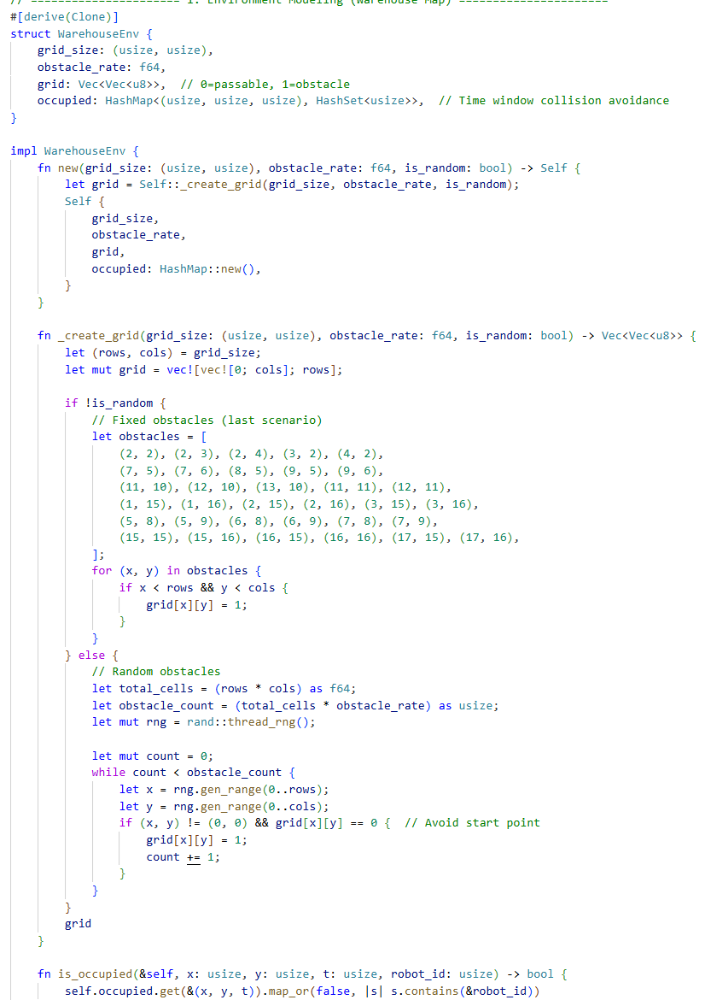 // ---------------------- 1. Environment Modeling (Warehouse Map) ----------------------
#[derive(Clone)]
struct WarehouseEnv {
    grid_size: (usize, usize),
    obstacle_rate: f64,
    grid: Vec<Vec<u8>>,  // 0=passable, 1=obstacle
    occupied: HashMap<(usize, usize, usize), HashSet<usize>>,  // Time window collision avoidance
}

impl WarehouseEnv {
    fn new(grid_size: (usize, usize), obstacle_rate: f64, is_random: bool) -> Self {
        let grid = Self::_create_grid(grid_size, obstacle_rate, is_random);
        Self {
            grid_size,
            obstacle_rate,
            grid,
            occupied: HashMap::new(),
        }
    }

    fn _create_grid(grid_size: (usize, usize), obstacle_rate: f64, is_random: bool) -> Vec<Vec<u8>> {
        let (rows, cols) = grid_size;
        let mut grid = vec![vec![0; cols]; rows];

        if !is_random {
            // Fixed obstacles (last scenario)
            let obstacles = [
                (2, 2), (2, 3), (2, 4), (3, 2), (4, 2),
                (7, 5), (7, 6), (8, 5), (9, 5), (9, 6),
                (11, 10), (12, 10), (13, 10), (11, 11), (12, 11),
                (1, 15), (1, 16), (2, 15), (2, 16), (3, 15), (3, 16),
                (5, 8), (5, 9), (6, 8), (6, 9), (7, 8), (7, 9),
                (15, 15), (15, 16), (16, 15), (16, 16), (17, 15), (17, 16),
            ];
            for (x, y) in obstacles {
                if x < rows && y < cols {
                    grid[x][y] = 1;
                }
            }
        } else {
            // Random obstacles
            let total_cells = (rows * cols) as f64;
            let obstacle_count = (total_cells * obstacle_rate) as usize;
            let mut rng = rand::thread_rng();

            let mut count = 0;
            while count < obstacle_count {
                let x = rng.gen_range(0..rows);
                let y = rng.gen_range(0..cols);
                if (x, y) != (0, 0) && grid[x][y] == 0 {  // Avoid start point
                    grid[x][y] = 1;
                    count += 1;
                }
            }
        }
        grid
    }

    fn is_occupied(&self, x: usize, y: usize, t: usize, robot_id: usize) -> bool {
        self.occupied.get(&(x, y, t)).map_or(false, |s| s.contains(&robot_id))